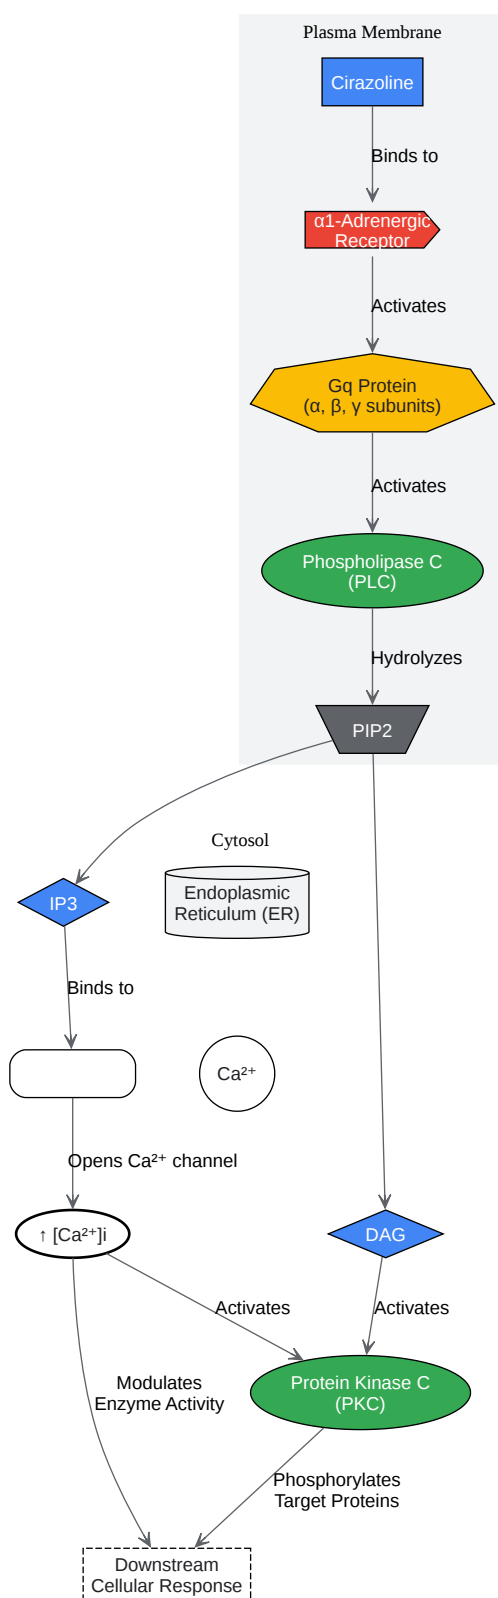 Plasma Membrane
Cirazoline
Binds to
α1-Adrenergic
Receptor
Activates
Gq Protein
(α, β, γ subunits)
Activates
Phospholipase C
(PLC)
Hydrolyzes
PIP2
Cytosol
Endoplasmic
Reticulum (ER)
IP3
Binds to
Ca²⁺
Opens Ca²⁺ channel
↑ [Ca²⁺]i
DAG
Activates
Activates
Protein Kinase C
(PKC)
Modulates
Enzyme Activity
Phosphorylates
Target Proteins
Downstream
Cellular Response